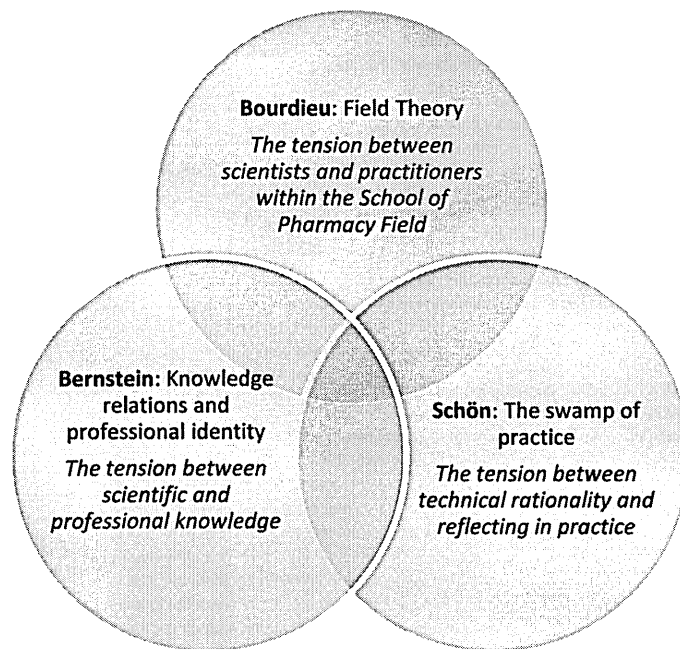 Bourdieu: Field Theory
The tension between
scientists and practitioners
within the School of
Pharmacy Field
Bernstein: Knowledge
relations and
professional identity
The tension between
scientific and
professional knowledge
Schön: The swamp of
practice
The tension between
technical rationality and
reflecting in practice